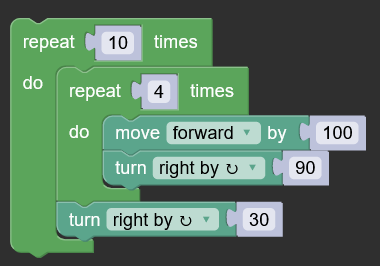 repeat 10 times
do
repeat 4 times
do move forward ▾ by 100
turn right by ↻ ▾ 90
turn right by ↻ ▾ 30